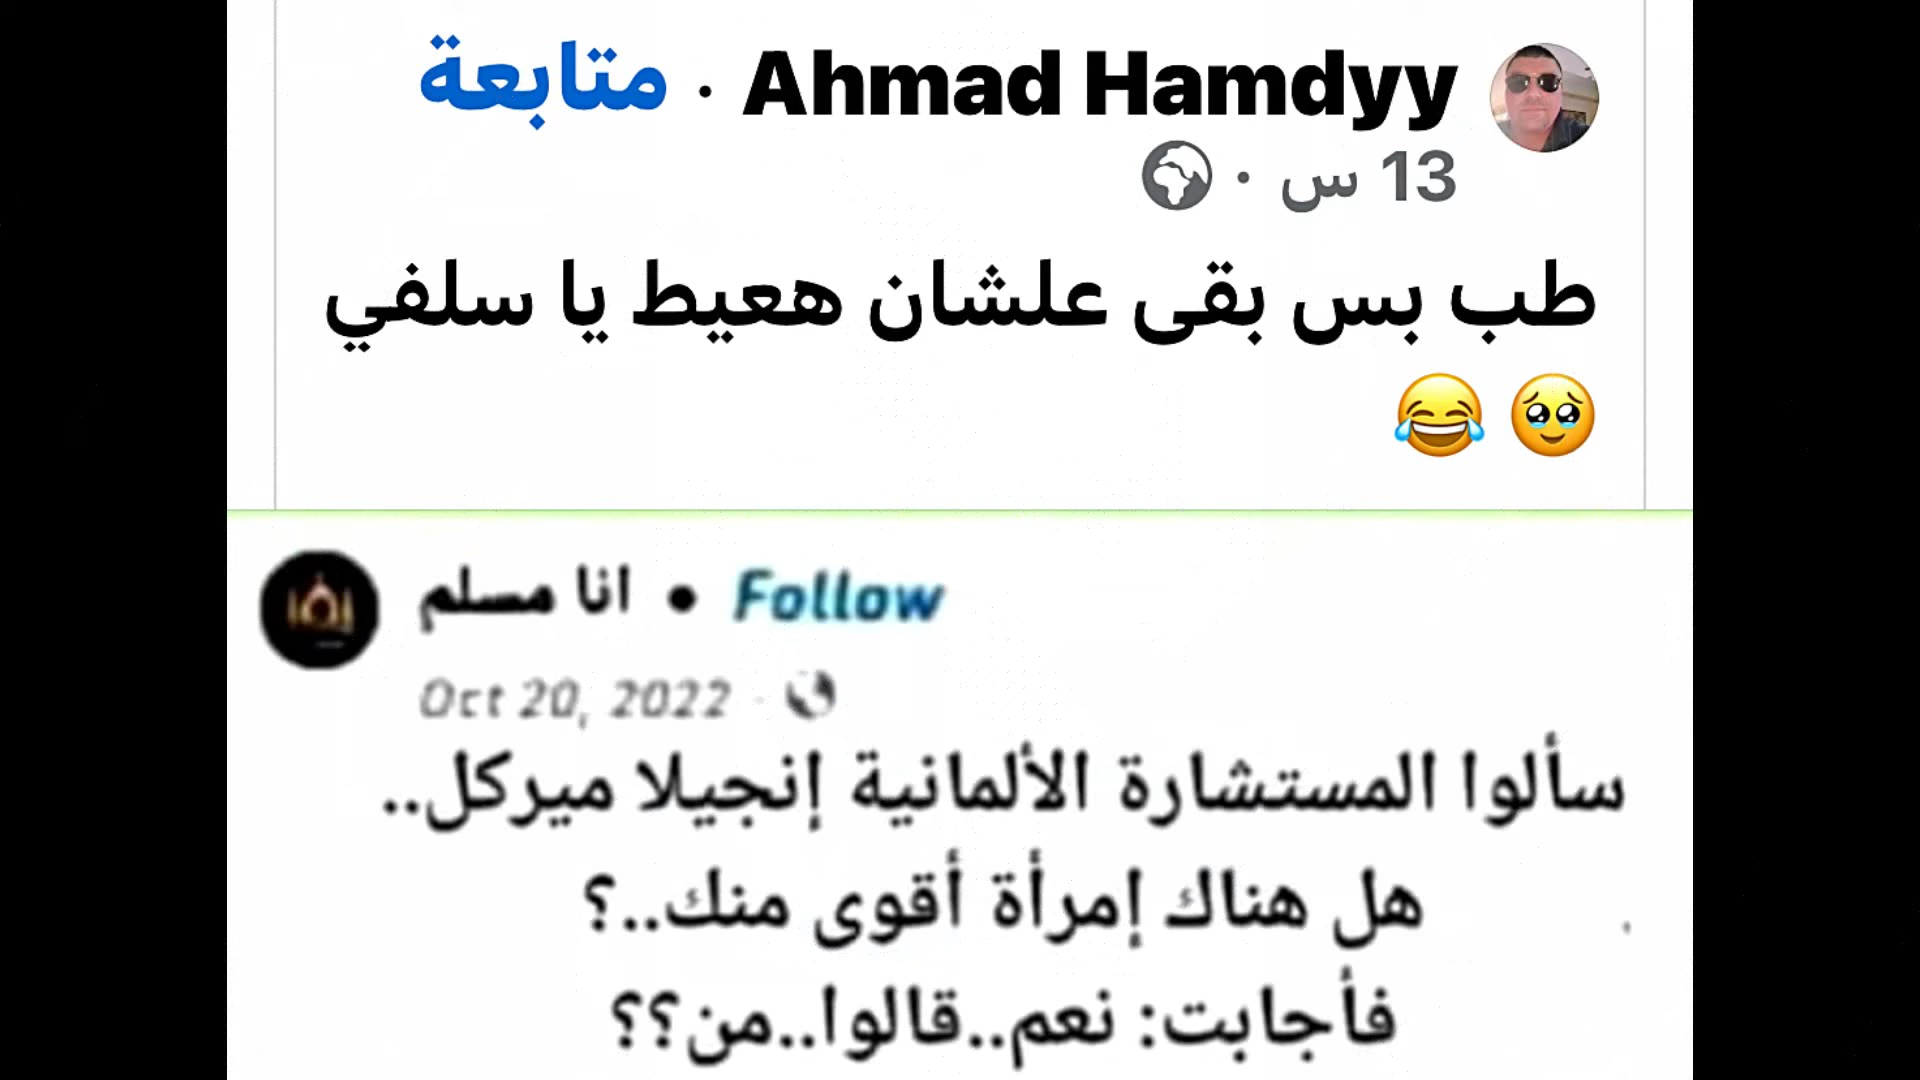 Ahmad Hamdyy · متابعة
13 س ·
طب بس بقى علشان هعيط يا سلفي
🥹 😂
انا مسلم • Follow
Oct 20, 2022 ·
سألوا المستشارة الألمانية إنجيلا ميركل..
هل هناك إمرأة أقوى منك..؟
فأجابت: نعم..قالوا..من؟؟